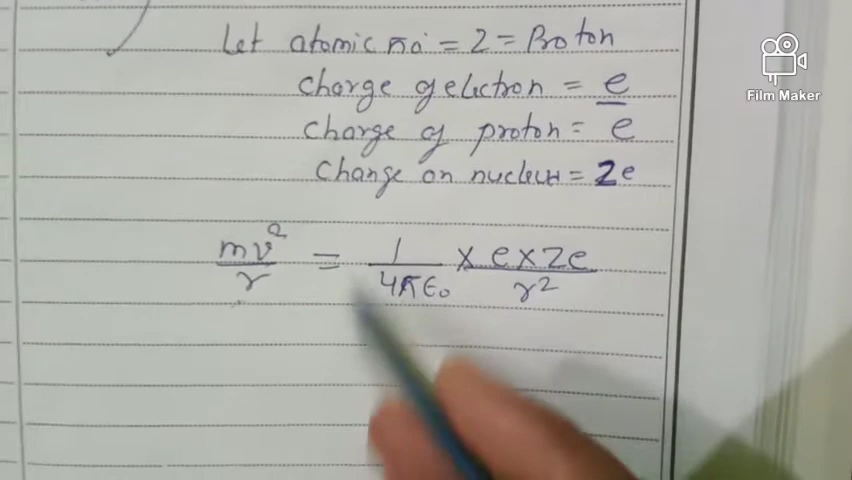 Let atomic no = Z = Proton
charge of electron = e
charge of proton = e
Charge on nucleus = Ze
mv²/r = 1/4πε₀ × e×Ze/r²
Film Maker